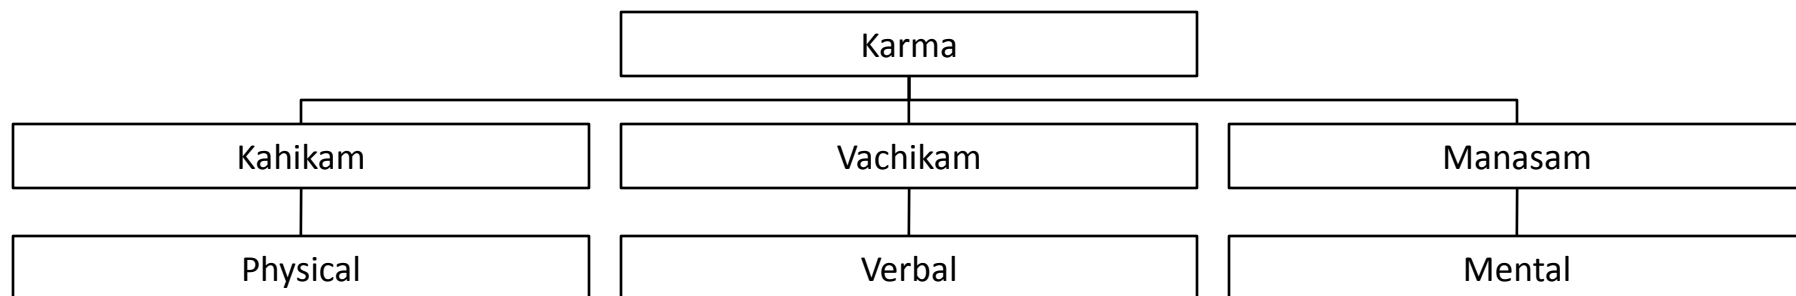 Karma
Kahikam
Vachikam
Manasam
Physical
Verbal
Mental